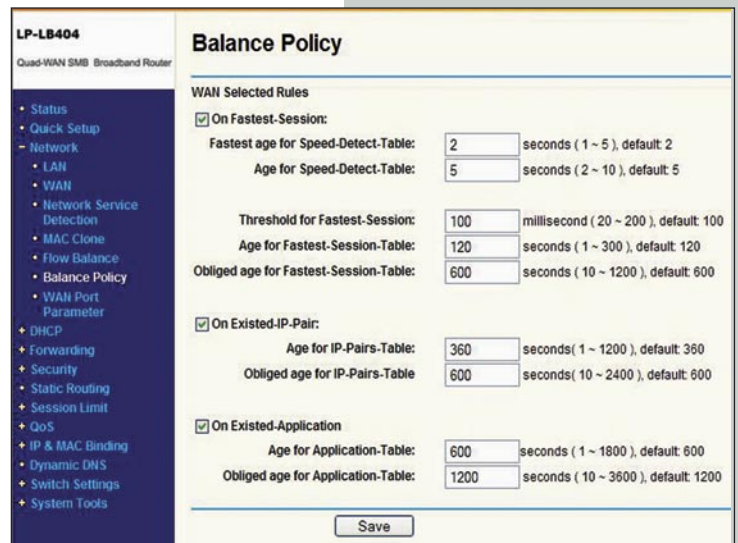 LP-LB404
Quad-WAN SMB Broadband Router
• Status
• Quick Setup
- Network
• LAN
• WAN
• Network Service
Detection
• MAC Clone
• Flow Balance
• Balance Policy
• WAN Port
Parameter
+ DHCP
+ Forwarding
+ Security
• Static Routing
+ Session Limit
+ QoS
+ IP & MAC Binding
• Dynamic DNS
+ Switch Settings
+ System Tools
Balance Policy
WAN Selected Rules
On Fastest-Session:
Fastest age for Speed-Detect-Table: 2 seconds ( 1 ~ 5 ), default: 2
Age for Speed-Detect-Table: 5 seconds ( 2 ~ 10 ), default: 5
Threshold for Fastest-Session: 100 millisecond ( 20 ~ 200 ), default: 100
Age for Fastest-Session-Table: 120 seconds ( 1 ~ 300 ), default: 120
Obliged age for Fastest-Session-Table: 600 seconds ( 10 ~ 1200 ), default: 600
On Existed-IP-Pair:
Age for IP-Pairs-Table: 360 seconds( 1 ~ 1200 ), default: 360
Obliged age for IP-Pairs-Table 600 seconds( 10 ~ 2400 ), default: 600
On Existed-Application
Age for Application-Table: 600 seconds ( 1 ~ 1800 ), default: 600
Obliged age for Application-Table: 1200 seconds ( 10 ~ 3600 ), default: 1200
Save